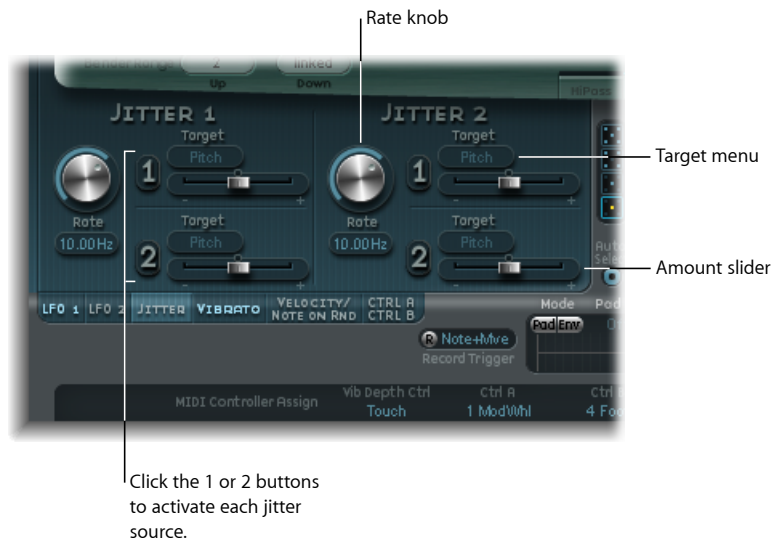 Rate knob
Bender Range 2 linked
Up Down
HiPass
JITTER 1 JITTER 2
Target Target
1 Pitch 1 Pitch
Target menu
- + - +
Rate Target Rate Target
10.00Hz 2 Pitch 10.00Hz 2 Pitch
Auto
Amount slider
- + - +
LFO 1 LFO 2 JITTER VIBRATO VELOCITY/ CTRL A
NOTE ON RND CTRL B
Mode
Pad Env
R Note+Mve
Record Trigger
MIDI Controller Assign
Vib Depth Ctrl Ctrl A Ctrl
Touch 1 ModWhl 4 Foo
Click the 1 or 2 buttons
to activate each jitter
source.